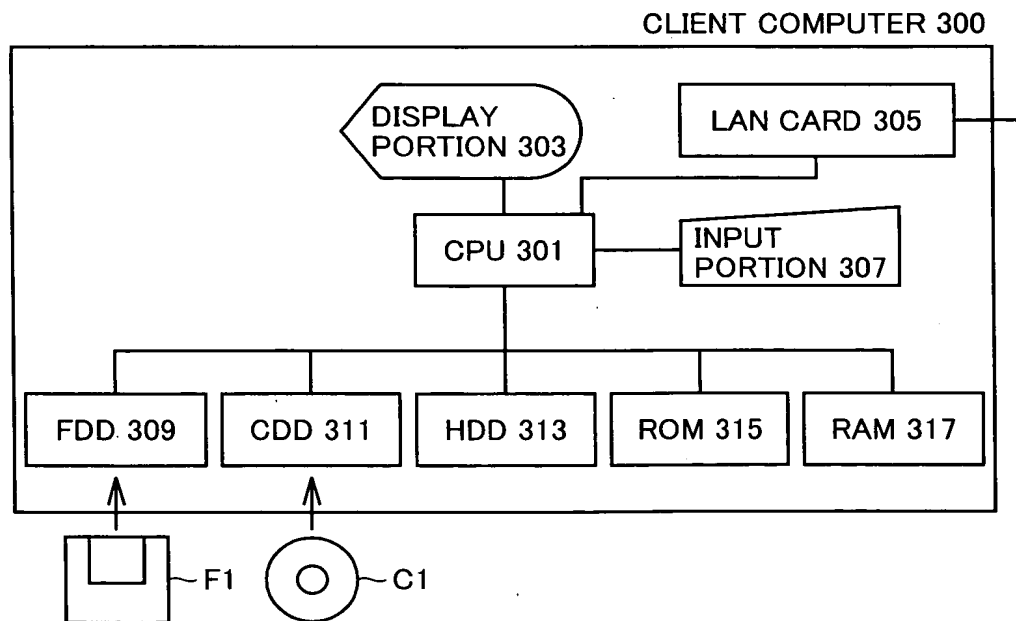 CLIENT COMPUTER 300
DISPLAY
PORTION 303
LAN CARD 305
CPU 301
INPUT
PORTION 307
FDD 309
CDD 311
HDD 313
ROM 315
RAM 317
F1
C1